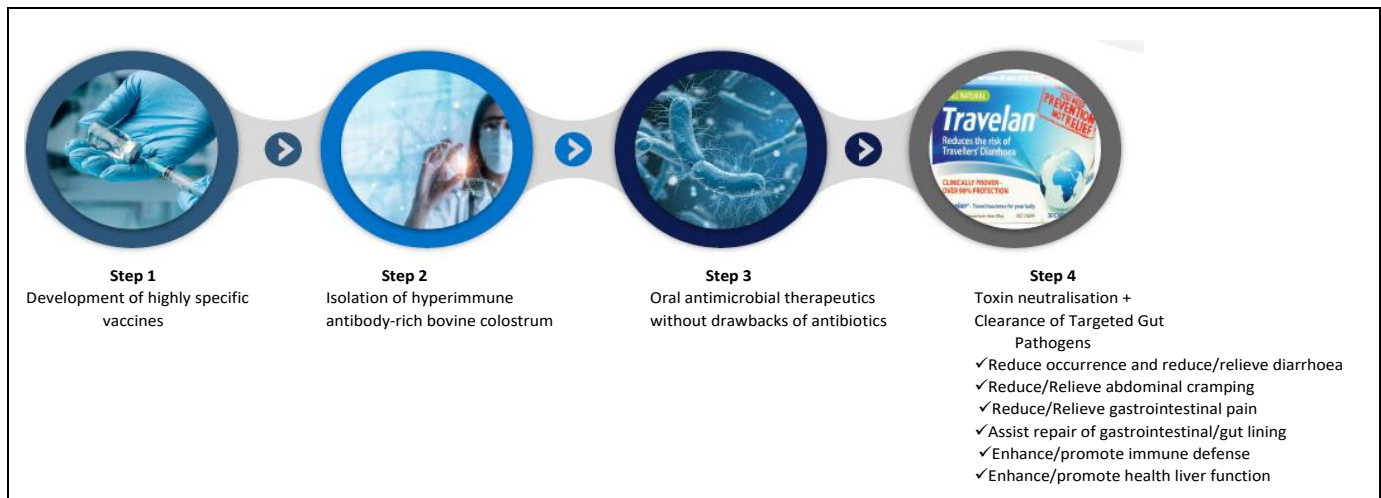 ALL NATURAL
YOU NEED
PREVENTION
NOT RELIEF
Travelan
Reduces the risk of
Travellers' Diarrhoea
CLINICALLY PROVEN -
OVER 90% PROTECTION
Step 1
Development of highly specific
vaccines
Step 2
Isolation of hyperimmune
antibody-rich bovine colostrum
Step 3
Oral antimicrobial therapeutics
without drawbacks of antibiotics
Step 4
Toxin neutralisation +
Clearance of Targeted Gut
Pathogens
✓Reduce occurrence and reduce/relieve diarrhoea
✓Reduce/Relieve abdominal cramping
✓Reduce/Relieve gastrointestinal pain
✓Assist repair of gastrointestinal/gut lining
✓Enhance/promote immune defense
✓Enhance/promote health liver function